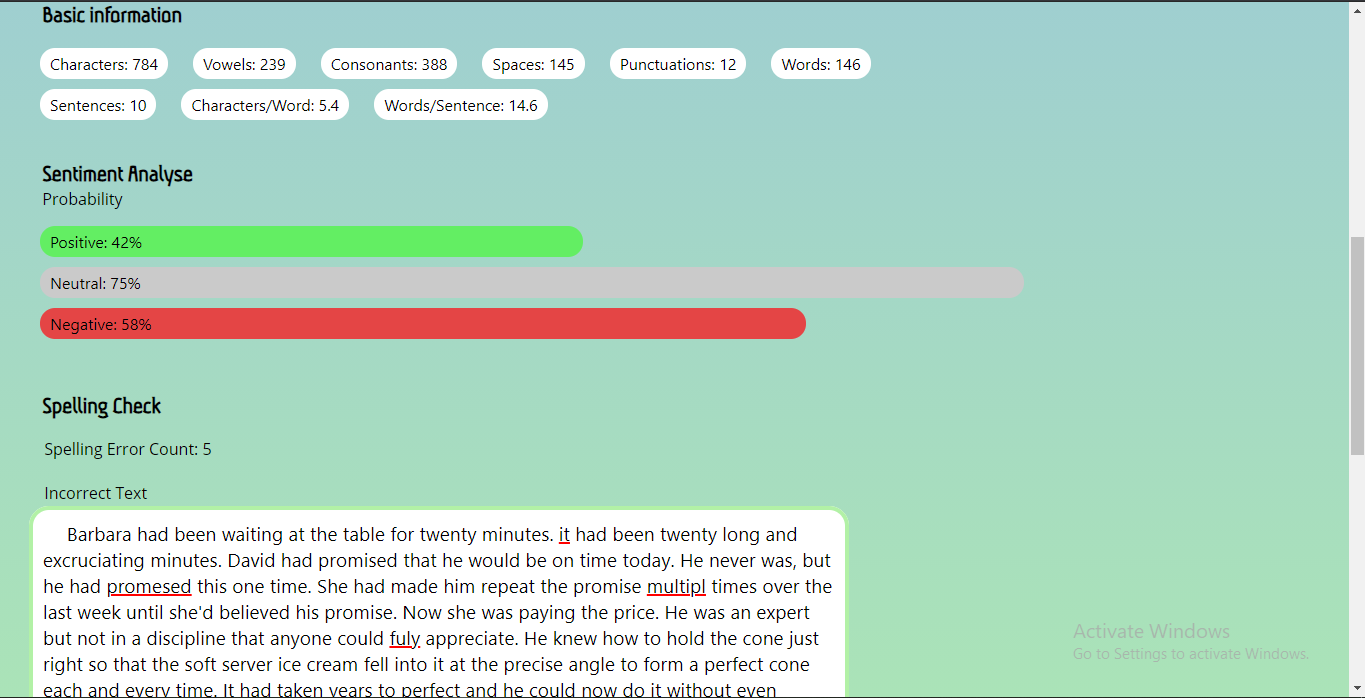 Basic information
Characters: 784 Vowels: 239 Consonants: 388 Spaces: 145 Punctuations: 12 Words: 146
Sentences: 10 Characters/Word: 5.4 Words/Sentence: 14.6
Sentiment Analyse
Probability
Positive: 42%
Neutral: 75%
Negative: 58%
Spelling Check
Spelling Error Count: 5
Incorrect Text
Barbara had been waiting at the table for twenty minutes. it had been twenty long and
excruciating minutes. David had promised that he would be on time today. He never was, but
he had promesed this one time. She had made him repeat the promise multipl times over the
last week until she'd believed his promise. Now she was paying the price. He was an expert
but not in a discipline that anyone could fuly appreciate. He knew how to hold the cone just
right so that the soft server ice cream fell into it at the precise angle to form a perfect cone
each and every time. It had taken years to perfect and he could now do it without even
Activate Windows
Go to Settings to activate Windows.